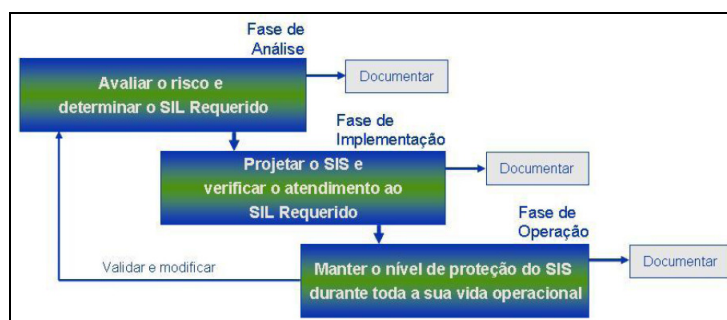 Fase de
Análise
Avaliar o risco e
determinar o SIL Requerido
Documentar
Fase de
Implementação
Projetar o SIS e
verificar o atendimento ao
SIL Requerido
Documentar
Fase de
Operação
Validar e modificar
Manter o nível de proteção do SIS
durante toda a sua vida operacional
Documentar